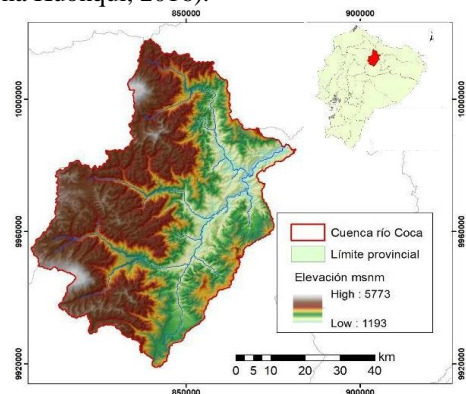 2018).
850000
900000
10000000
10000000
9960000
9960000
9920000
9920000
Cuenca río Coca
Límite provincial
Elevación msnm
High : 5773
Low : 1193
km
0 5 10 20 30 40
850000
900000